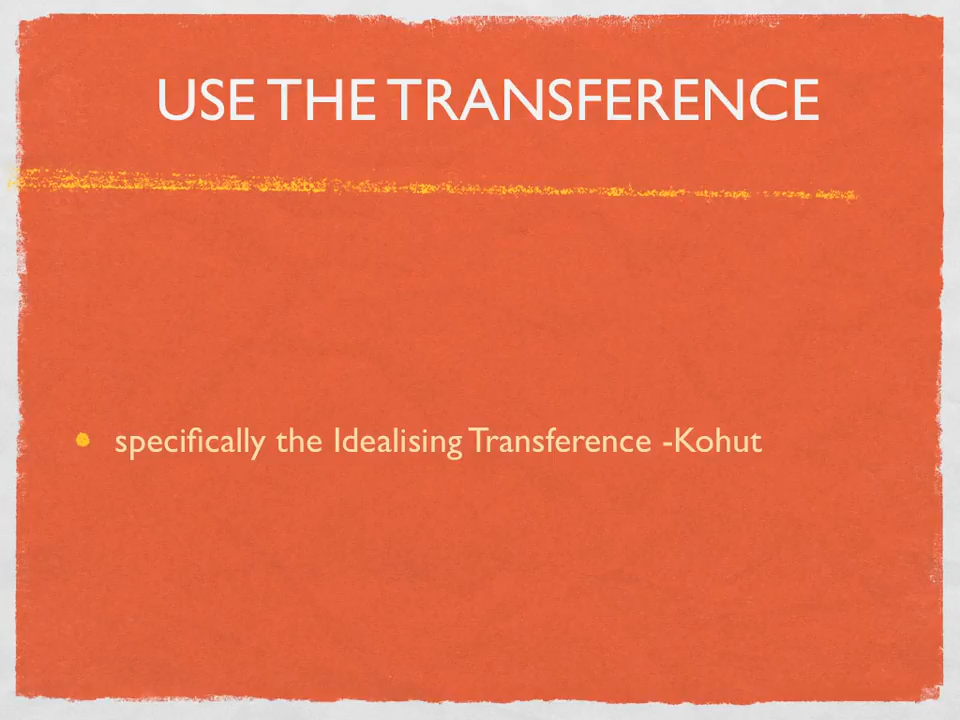 USE THE TRANSFERENCE
specifically the Idealising Transference -Kohut